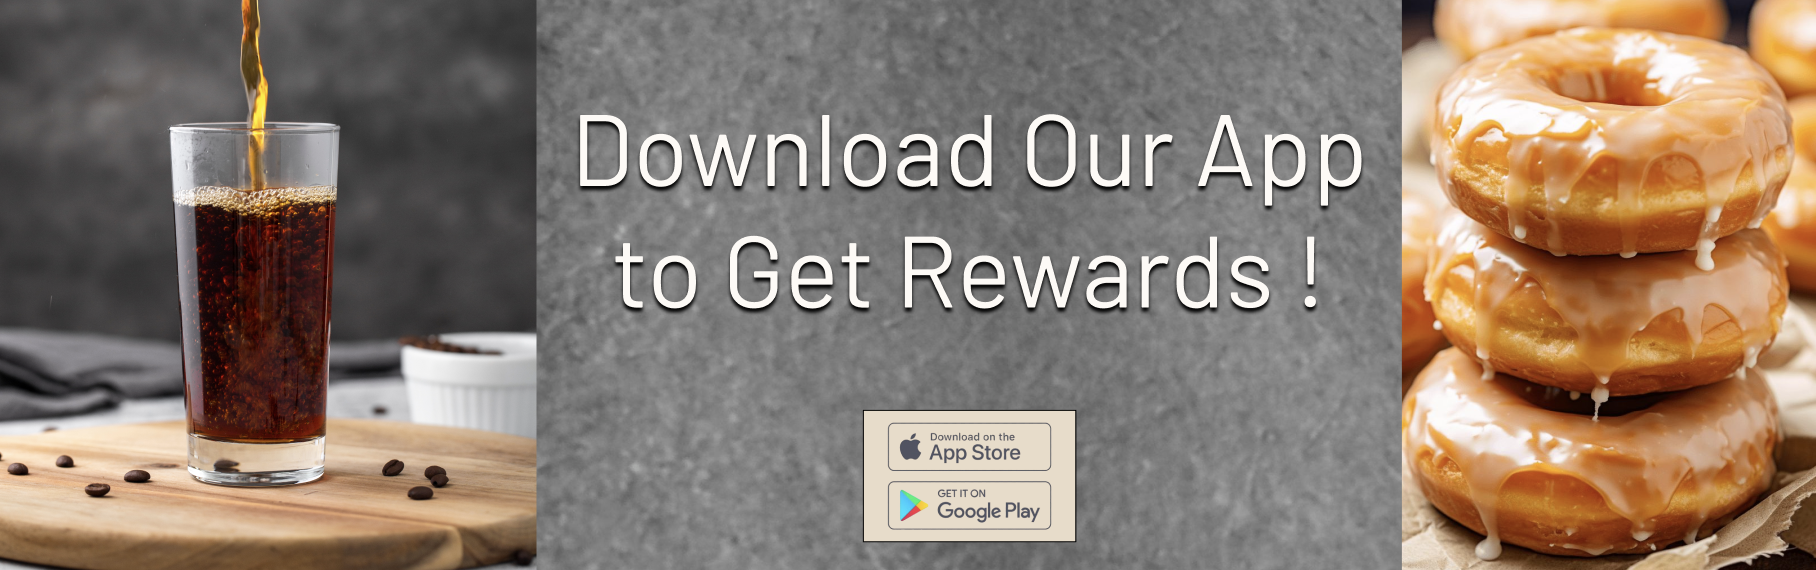 Download Our App
to Get Rewards !
Download on the
App Store
GET IT ON
Google Play